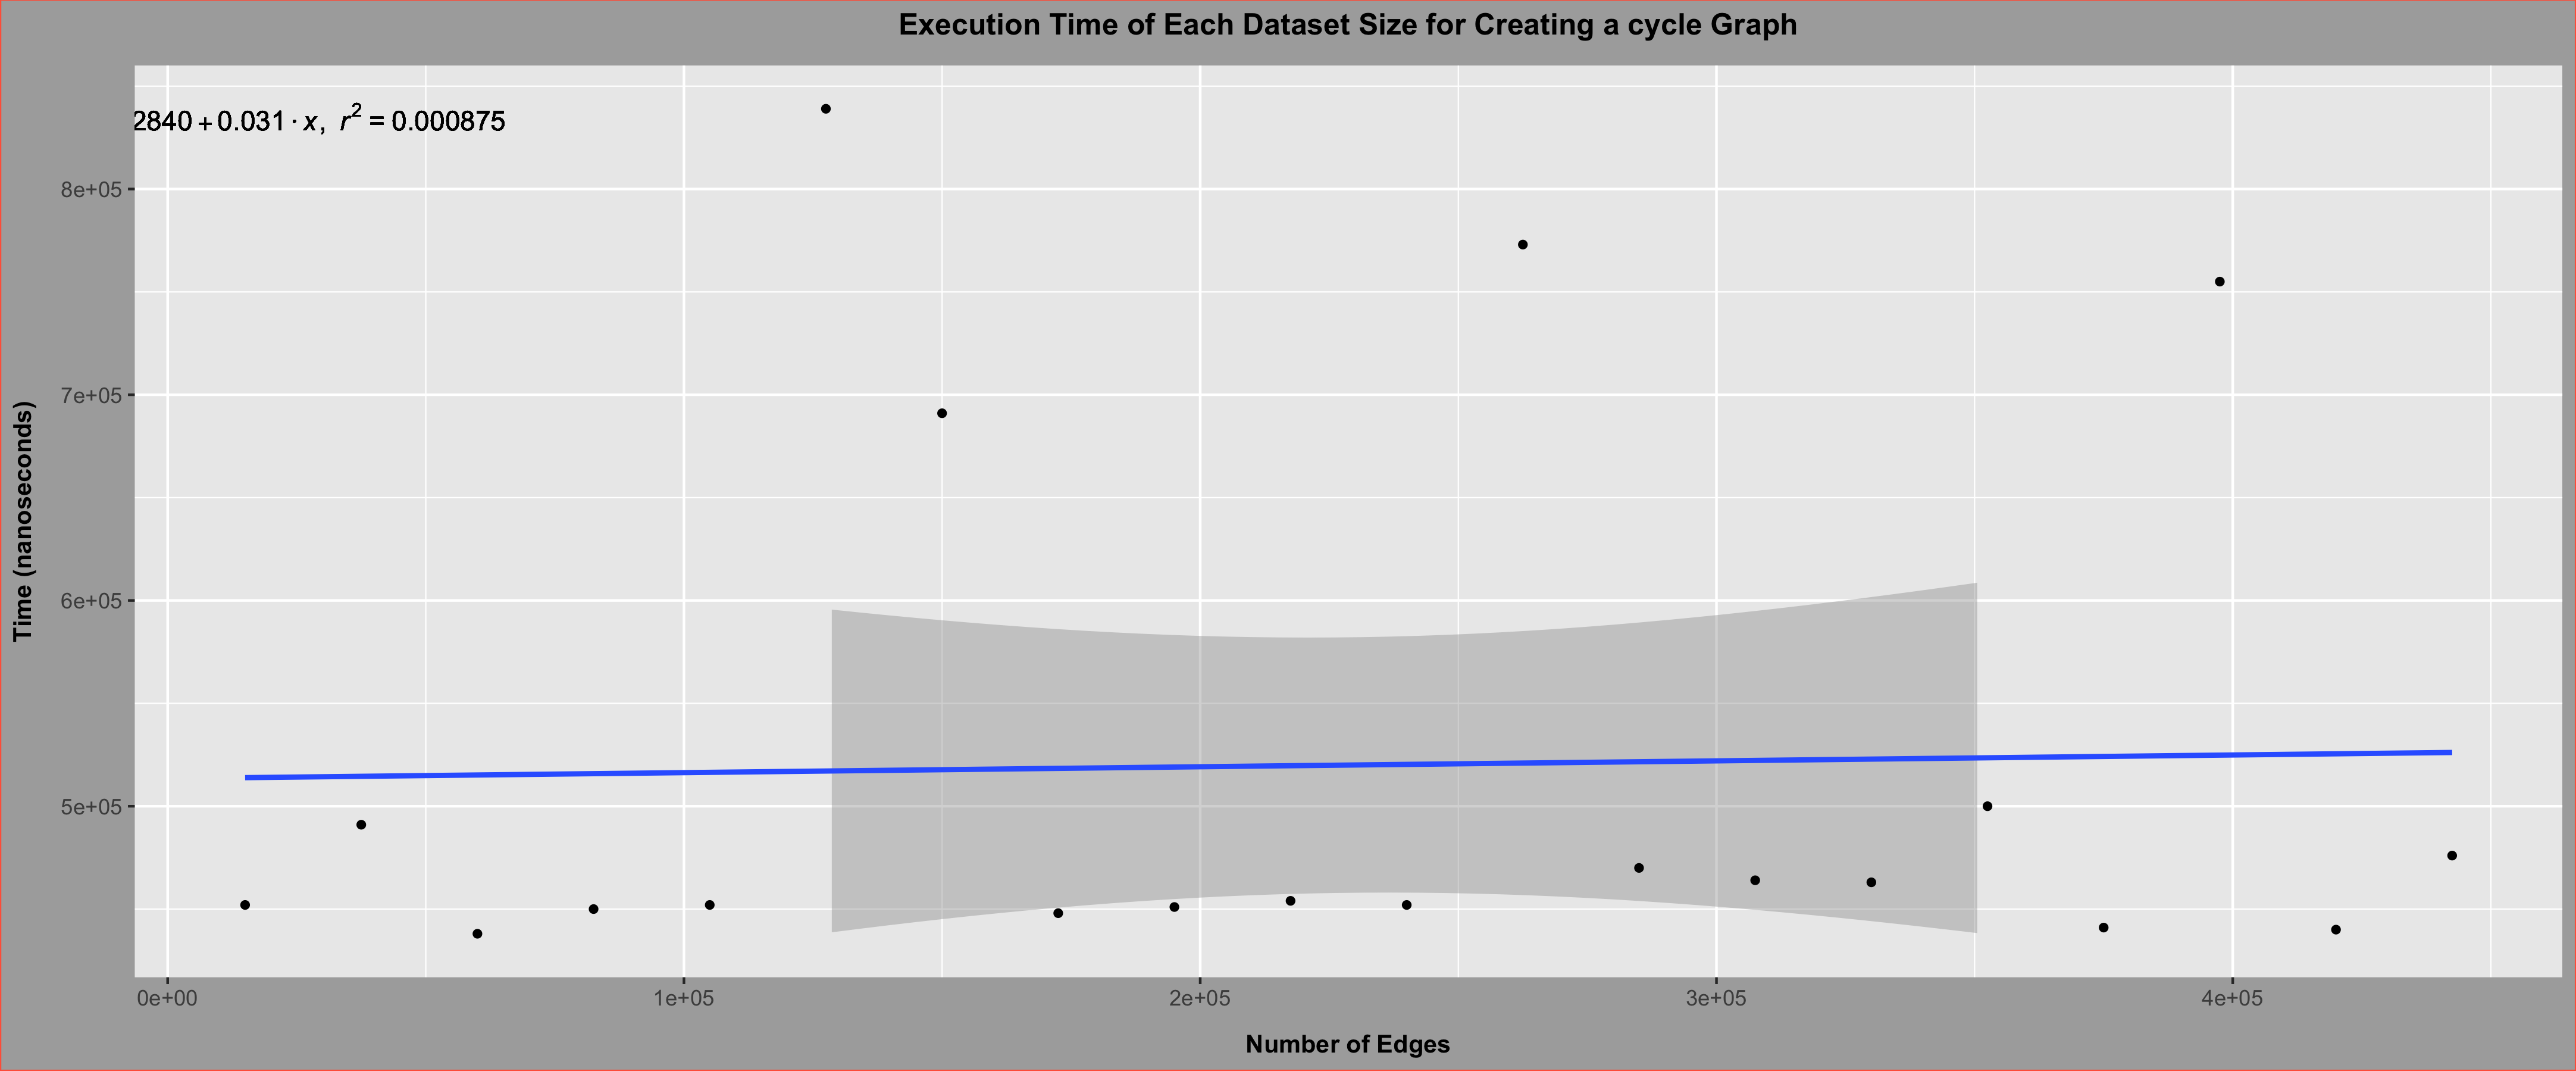 Execution Time of Each Dataset Size for Creating a cycle Graph
2840 + 0.031 · x, r² = 0.000875
8e+05
7e+05
6e+05
5e+05
Time (nanoseconds)
0e+00 1e+05 2e+05 3e+05 4e+05
Number of Edges